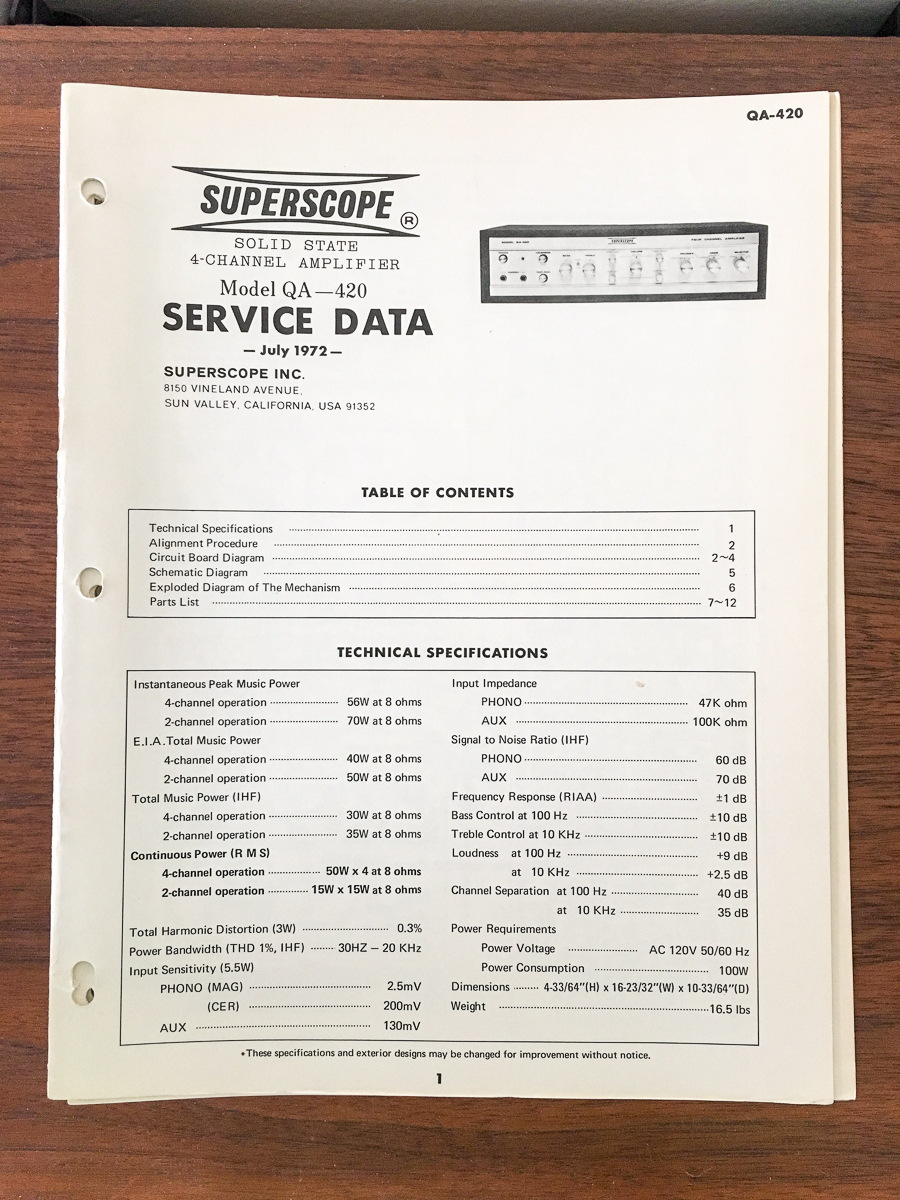 QA-420
SUPERSCOPE ®
SOLID STATE
4-CHANNEL AMPLIFIER
Model QA—420
SERVICE DATA
— July 1972 —
SUPERSCOPE INC.
8150 VINELAND AVENUE,
SUN VALLEY, CALIFORNIA, USA 91352
SUPERSCOPE
TABLE OF CONTENTS
Technical Specifications 1
Alignment Procedure 2
Circuit Board Diagram 2~4
Schematic Diagram 5
Exploded Diagram of The Mechanism 6
Parts List 7~12
TECHNICAL SPECIFICATIONS
Instantaneous Peak Music Power
4-channel operation 56W at 8 ohms
2-channel operation 70W at 8 ohms
E.I.A.Total Music Power
4-channel operation 40W at 8 ohms
2-channel operation 50W at 8 ohms
Total Music Power (IHF)
4-channel operation 30W at 8 ohms
2-channel operation 35W at 8 ohms
Continuous Power (R M S)
4-channel operation 50W x 4 at 8 ohms
2-channel operation 15W x 15W at 8 ohms
Total Harmonic Distortion (3W) 0.3%
Power Bandwidth (THD 1%, IHF) 30HZ – 20 KHz
Input Sensitivity (5.5W)
PHONO (MAG) 2.5mV
(CER) 200mV
AUX 130mV
Input Impedance
PHONO 47K ohm
AUX 100K ohm
Signal to Noise Ratio (IHF)
PHONO 60 dB
AUX 70 dB
Frequency Response (RIAA) ±1 dB
Bass Control at 100 Hz ±10 dB
Treble Control at 10 KHz ±10 dB
Loudness at 100 Hz +9 dB
at 10 KHz +2.5 dB
Channel Separation at 100 Hz 40 dB
at 10 KHz 35 dB
Power Requirements
Power Voltage AC 120V 50/60 Hz
Power Consumption 100W
Dimensions 4-33/64"(H) x 16-23/32"(W) x 10-33/64"(D)
Weight 16.5 lbs
*These specifications and exterior designs may be changed for improvement without notice.
1